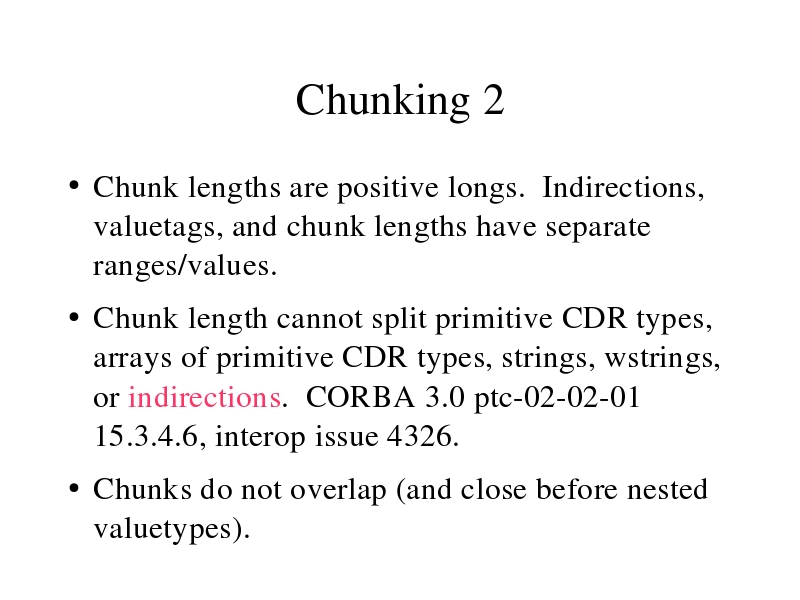 Chunking 2
• Chunk lengths are positive longs.  Indirections,
valuetags, and chunk lengths have separate
ranges/values.
• Chunk length cannot split primitive CDR types,
arrays of primitive CDR types, strings, wstrings,
or indirections.  CORBA 3.0 ptc-02-02-01
15.3.4.6, interop issue 4326.
• Chunks do not overlap (and close before nested
valuetypes).